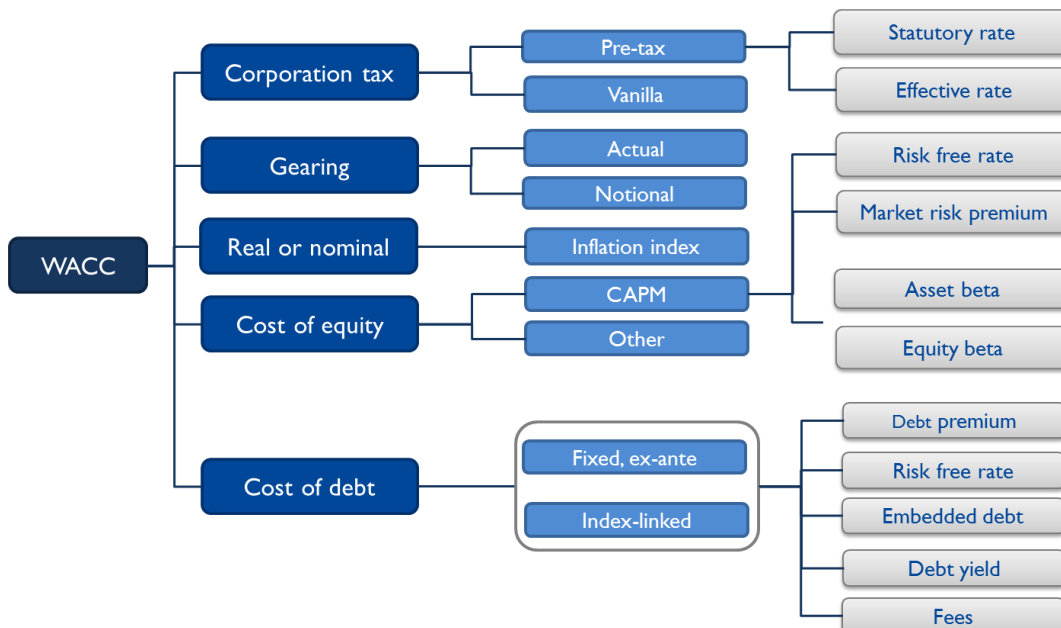 WACC
Corporation tax
Pre-tax
Statutory rate
Effective rate
Vanilla
Gearing
Actual
Notional
Real or nominal
Inflation index
Cost of equity
CAPM
Risk free rate
Market risk premium
Asset beta
Equity beta
Other
Cost of debt
Fixed, ex-ante
Index-linked
Debt premium
Risk free rate
Embedded debt
Debt yield
Fees